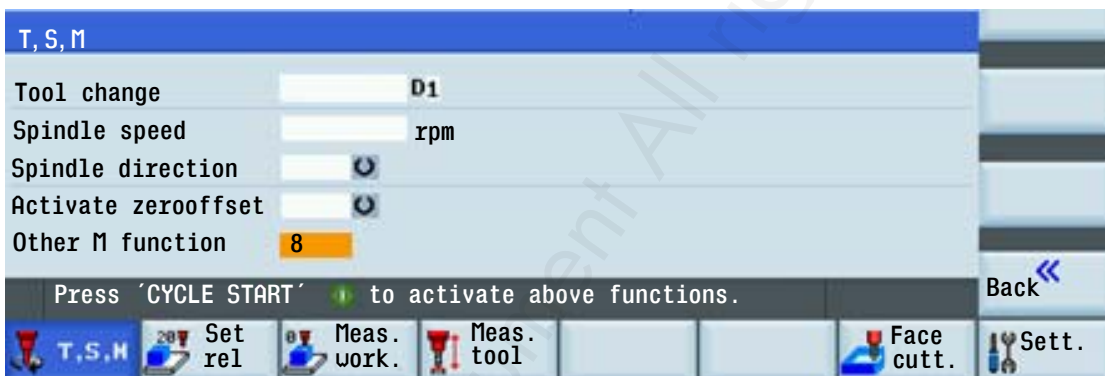 T,S,M
Tool change D1
Spindle speed rpm
Spindle direction
Activate zerooffset
Other M function 8
Press ´CYCLE START´ to activate above functions.
Back «
T,S,M
Set rel
Meas. work.
Meas. tool
Face cutt.
Sett.